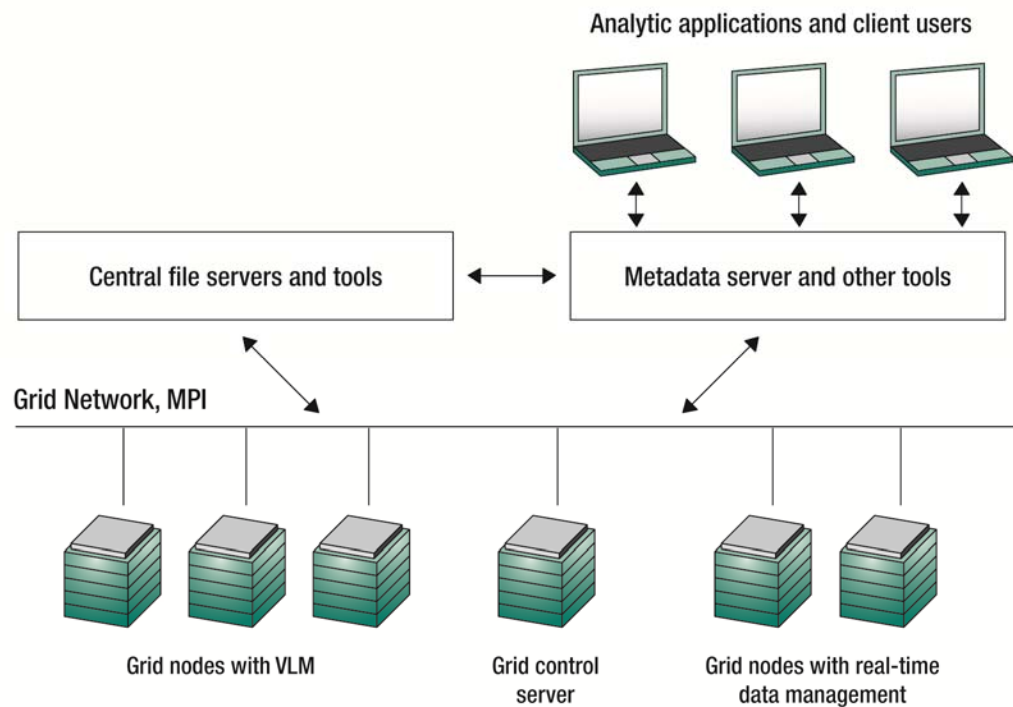 Analytic applications and client users
Central file servers and tools
Metadata server and other tools
Grid Network, MPI
Grid nodes with VLM
Grid control
server
Grid nodes with real-time
data management